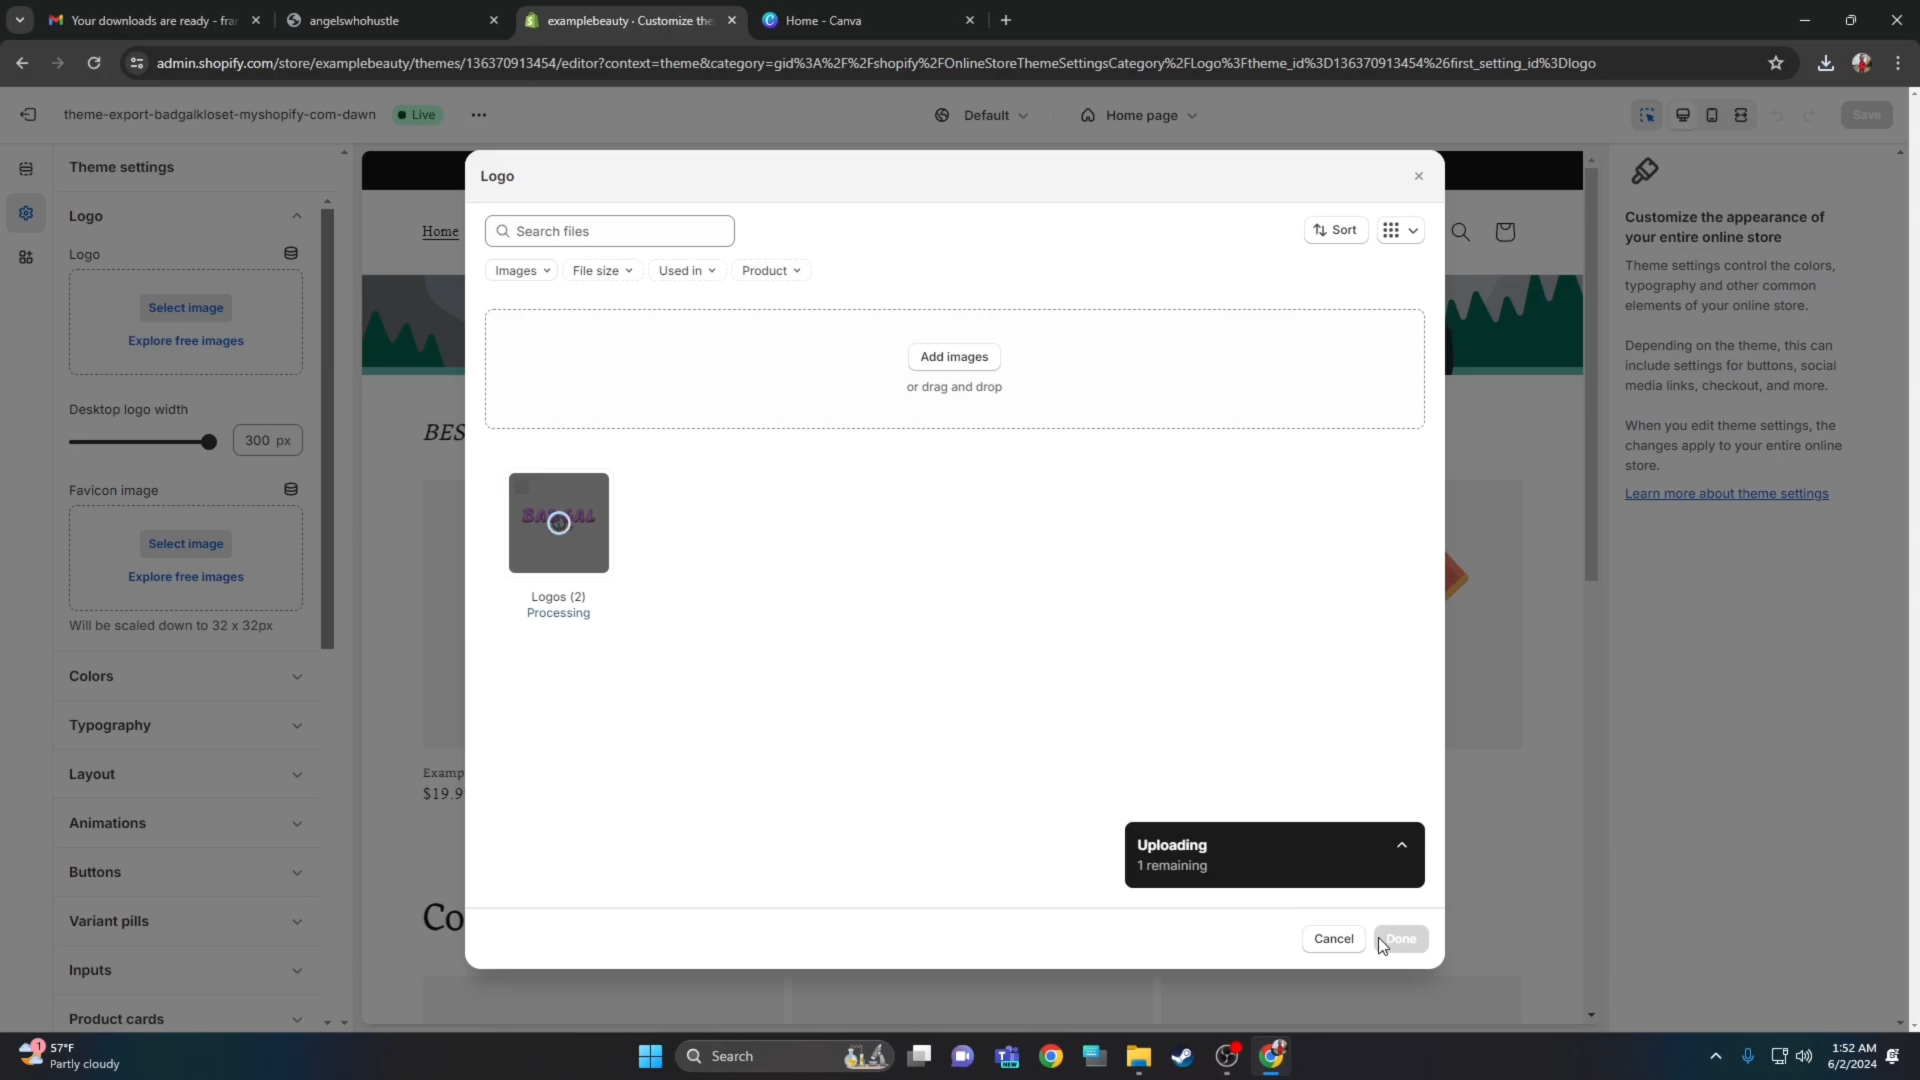 Your downloads are ready - fra
angelswhohustle
examplebeauty · Customize the
Home - Canva
admin.shopify.com/store/examplebeauty/themes/136370913454/editor?context=theme&category=gid%3A%2F%2Fshopify%2FOnlineStoreThemeSettingsCategory%2FLogo%3Ftheme_id%3D136370913454%26first_setting_id%3Dlogo
theme-export-badgalkloset-myshopify-com-dawn
Live
Default
Home page
Save
Theme settings
Logo
Logo
Select image
Explore free images
Desktop logo width
300 px
Favicon image
Select image
Explore free images
Will be scaled down to 32 x 32px
Colors
Typography
Layout
Animations
Buttons
Variant pills
Inputs
Product cards
Home
BES
Examp
$19.9
Co
Logo
Search files
Sort
Images
File size
Used in
Product
Add images
or drag and drop
Logos (2)
Processing
Uploading
1 remaining
Cancel
Done
Customize the appearance of
your entire online store
Theme settings control the colors,
typography and other common
elements of your online store.
Depending on the theme, this can
include settings for buttons, social
media links, checkout, and more.
When you edit theme settings, the
changes apply to your entire online
store.
Learn more about theme settings
1
57°F
Partly cloudy
Search
NEW
1:52 AM
6/2/2024